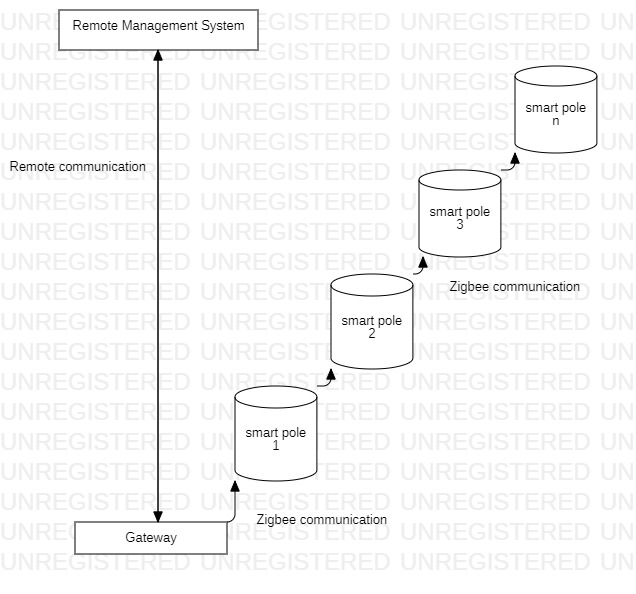 Remote Management System
Remote communication
smart pole
n
smart pole
3
Zigbee communication
smart pole
2
smart pole
1
Zigbee communication
Gateway
UNREGISTERED